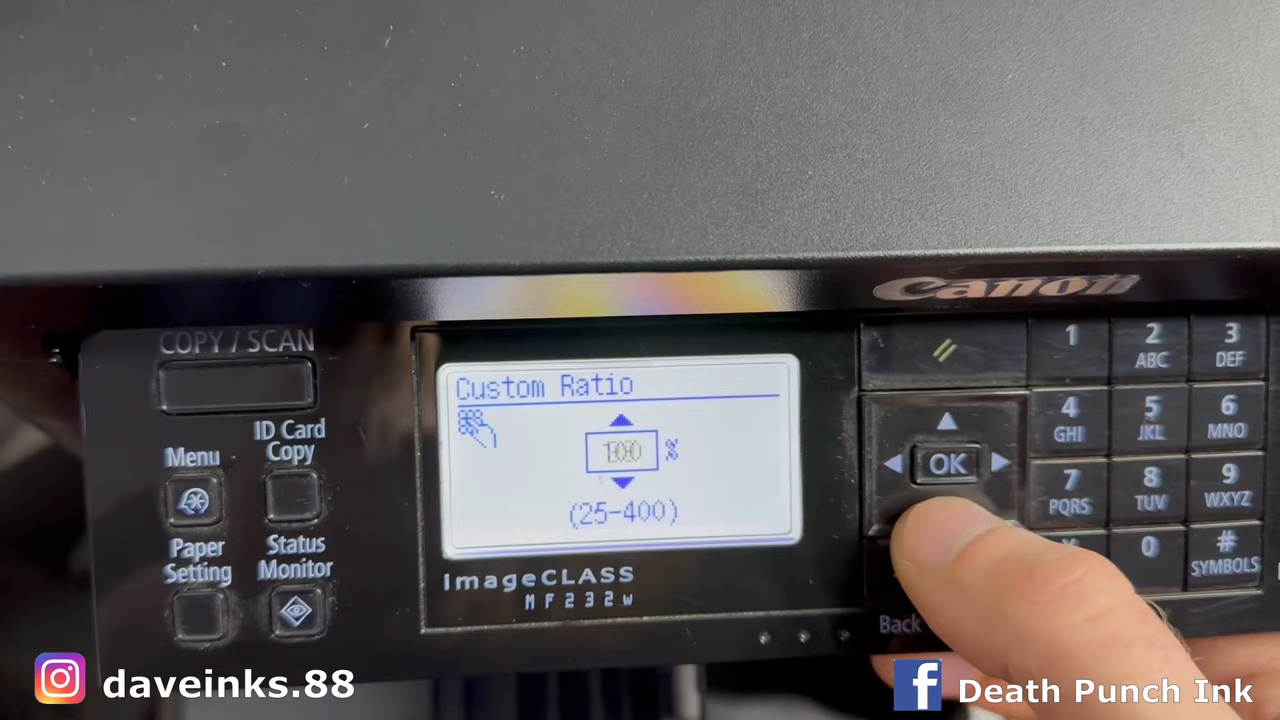 Canon
COPY / SCAN
ID Card
Copy
Menu
Paper
Setting
Status
Monitor
Custom Ratio
%
(25-400)
imageCLASS
MF232w
OK
Back
1
2
ABC
3
DEF
4
GHI
5
JKL
6
MNO
7
PQRS
8
TUV
9
WXYZ
0
#
SYMBOLS
daveinks.88
Death Punch Ink